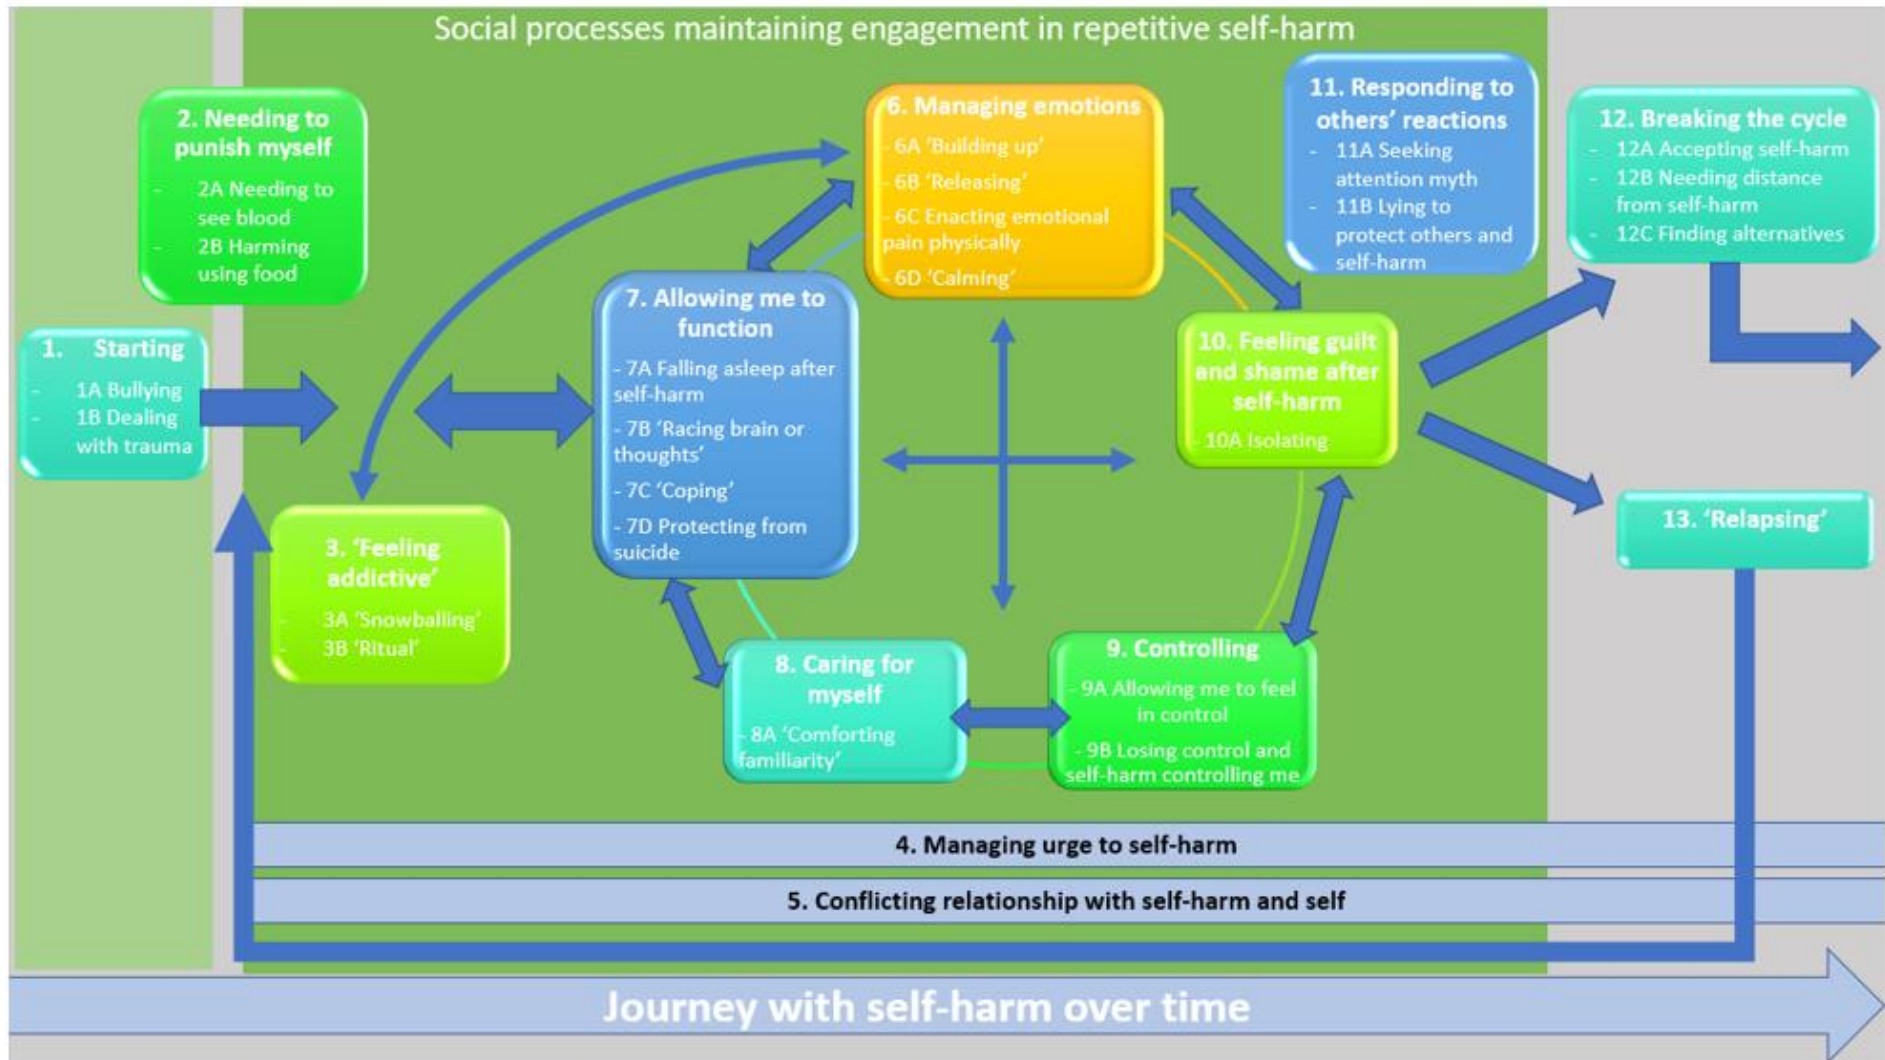 Social processes maintaining engagement in repetitive self-harm
1. Starting
- 1A Bullying
- 1B Dealing
with trauma
2. Needing to
punish myself
- 2A Needing to
see blood
- 2B Harming
using food
3. ‘Feeling
addictive’
- 3A ‘Snowballing’
- 3B ‘Ritual’
6. Managing emotions
- 6A ‘Building up’
- 6B ‘Releasing’
- 6C Enacting emotional
pain physically
- 6D ‘Calming’
7. Allowing me to
function
- 7A Falling asleep after
self-harm
- 7B ‘Racing brain or
thoughts’
- 7C ‘Coping’
- 7D Protecting from
suicide
8. Caring for
myself
- 8A ‘Comforting
familiarity’
9. Controlling
- 9A Allowing me to feel
in control
- 9B Losing control and
self-harm controlling me
10. Feeling guilt
and shame after
self-harm
- 10A Isolating
11. Responding to
others’ reactions
- 11A Seeking
attention myth
- 11B Lying to
protect others and
self-harm
12. Breaking the cycle
- 12A Accepting self-harm
- 12B Needing distance
from self-harm
- 12C Finding alternatives
13. ‘Relapsing’
4. Managing urge to self-harm
5. Conflicting relationship with self-harm and self
Journey with self-harm over time